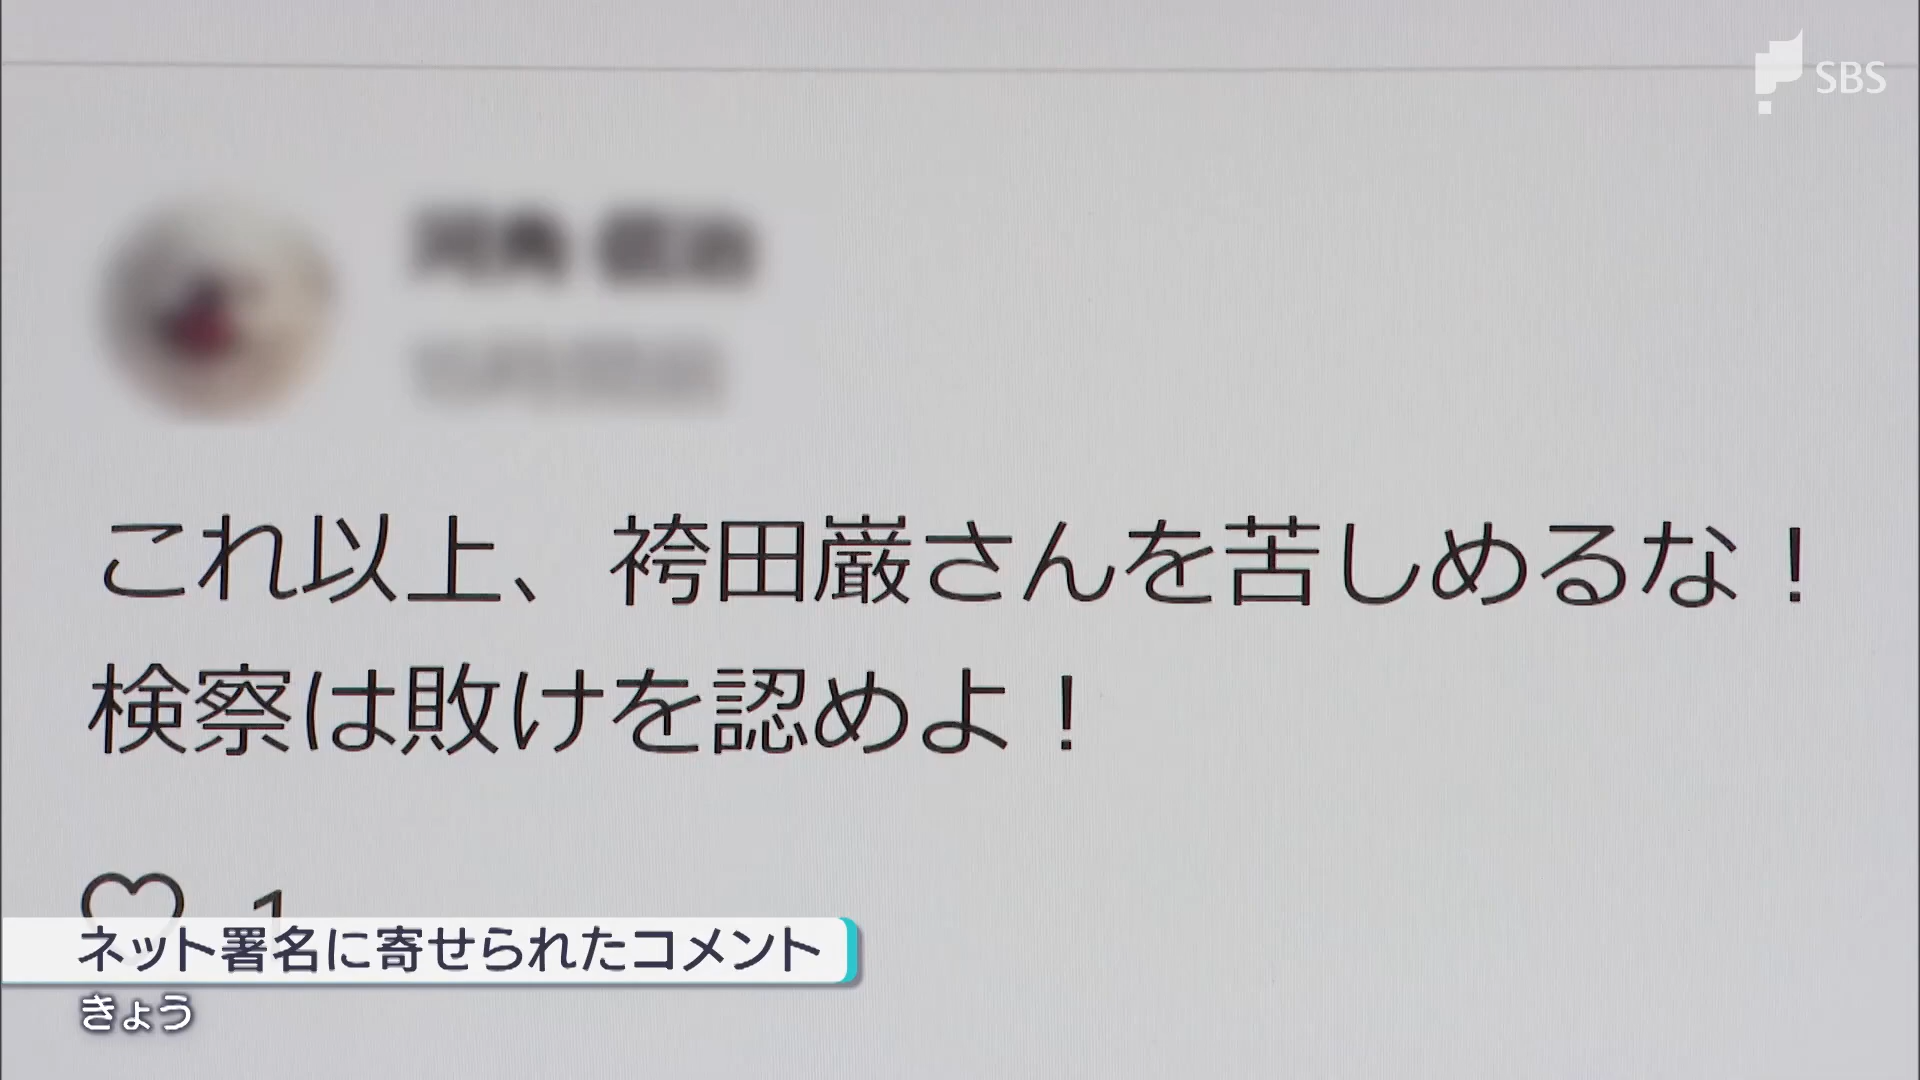 SBS
これ以上、袴田巌さんを苦しめるな！
検察は敗けを認めよ！
1
ネット署名に寄せられたコメント
きょう